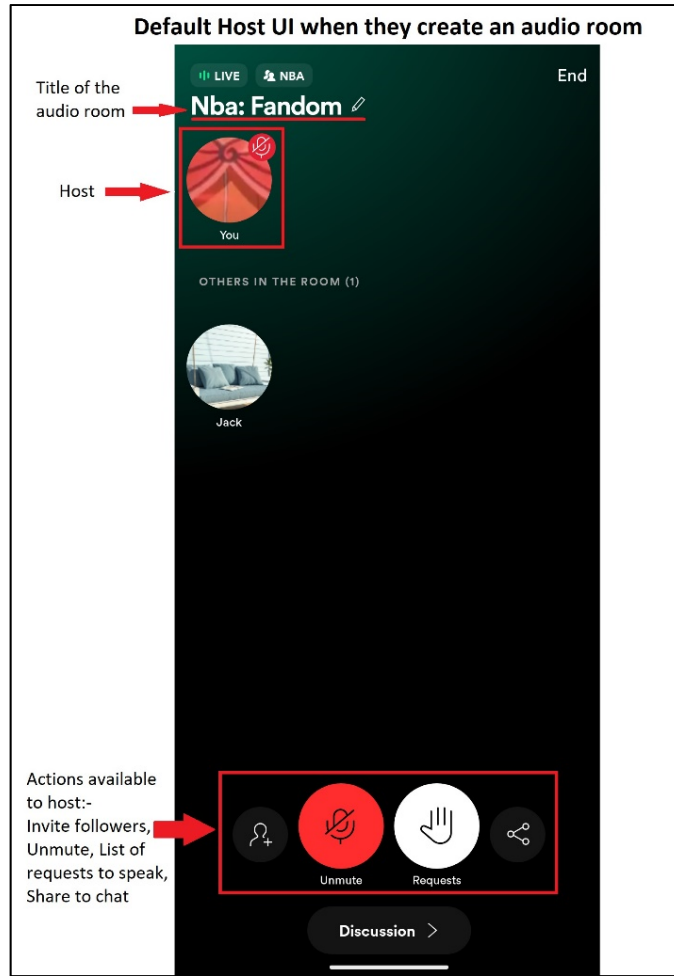 Default Host UI when they create an audio room
LIVE
NBA
End
Title of the
audio room
Nba: Fandom
Host
You
OTHERS IN THE ROOM (1)
Jack
Actions available
to host:-
Invite followers,
Unmute, List of
requests to speak,
Share to chat
Unmute
Requests
Discussion >